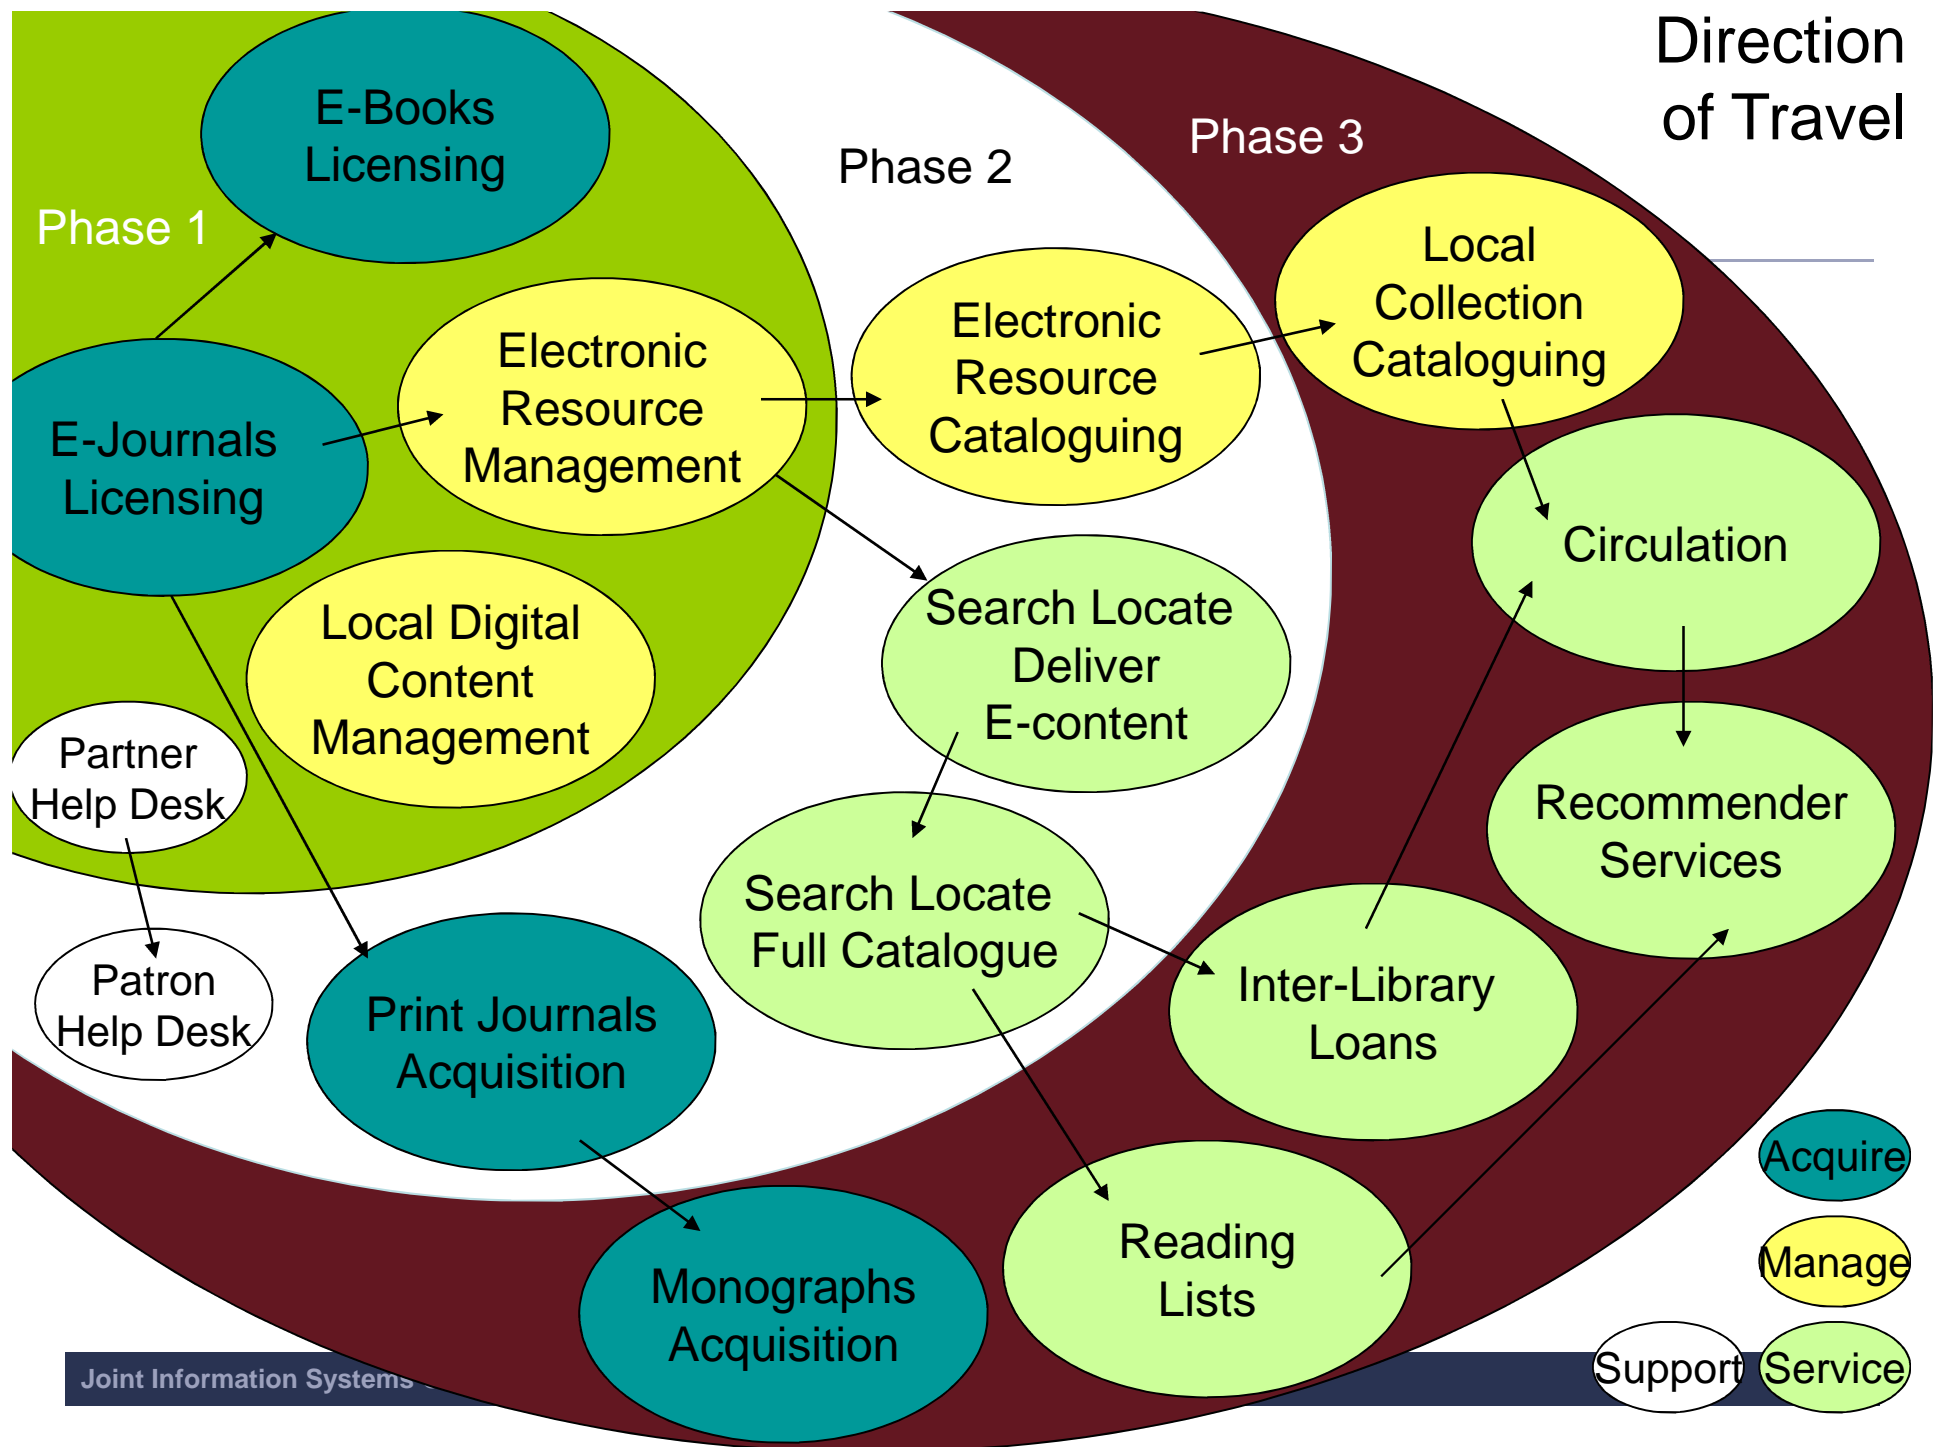 Direction
of Travel
E-Books
Licensing
Phase 1
Phase 2
Phase 3
Local
Collection
Cataloguing
Electronic
Resource
Management
Electronic
Resource
Cataloguing
E-Journals
Licensing
Circulation
Local Digital
Content
Management
Search Locate
Deliver
E-content
Partner
Help Desk
Recommender
Services
Search Locate
Full Catalogue
Patron
Help Desk
Print Journals
Acquisition
Inter-Library
Loans
Acquire
Reading
Lists
Manage
Monographs
Acquisition
Support
Service
Joint Information Systems